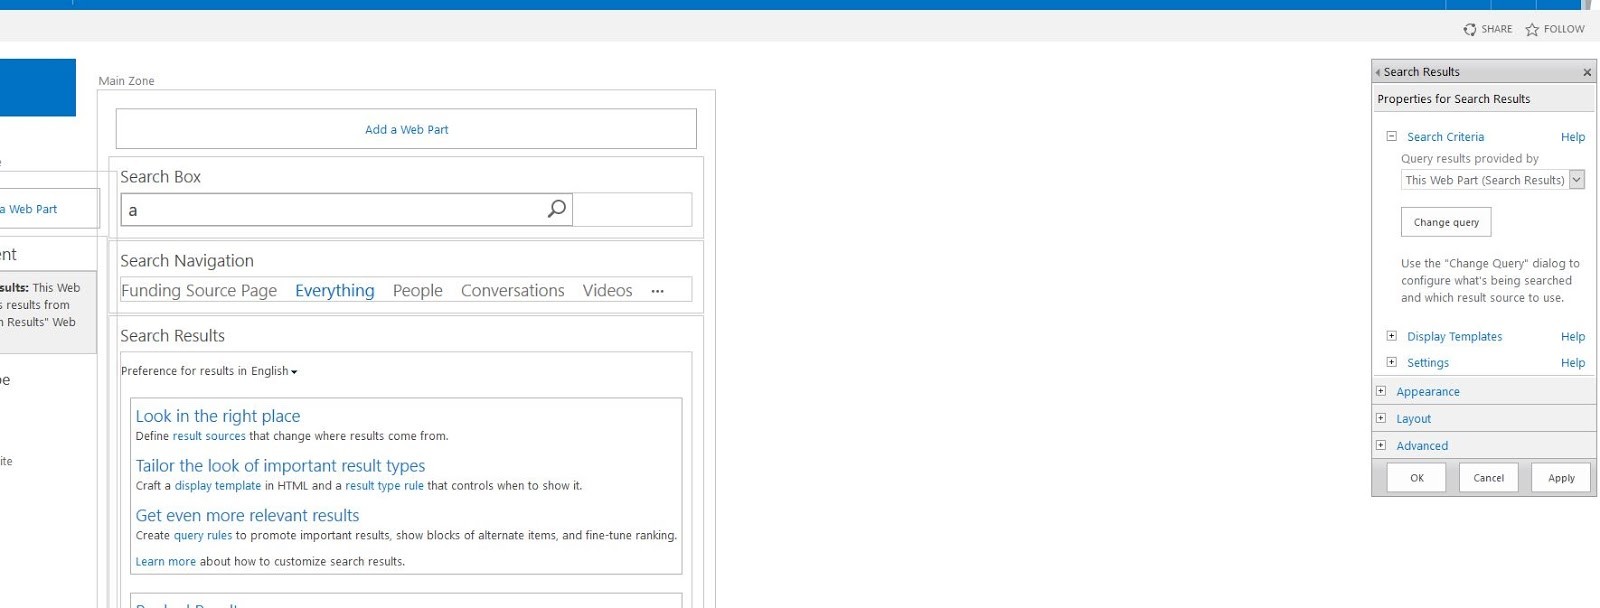 SHARE
FOLLOW
Main Zone
Add a Web Part
Search Box
a
Search Navigation
Funding Source Page Everything People Conversations Videos ...
Search Results
Preference for results in English
Look in the right place
Define result sources that change where results come from.
Tailor the look of important result types
Craft a display template in HTML and a result type rule that controls when to show it.
Get even more relevant results
Create query rules to promote important results, show blocks of alternate items, and fine-tune ranking.
Learn more about how to customize search results.
a Web Part
This Web
results from
Results" Web
Search Results
Properties for Search Results
Search Criteria Help
Query results provided by
This Web Part (Search Results)
Change query
Use the "Change Query" dialog to
configure what's being searched
and which result source to use.
Display Templates Help
Settings Help
Appearance
Layout
Advanced
OK Cancel Apply